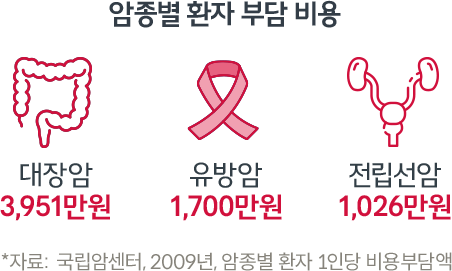 암종별 환자 부담 비용
대장암 유방암 전립선암
3,951만원 1,700만원 1,026만원
*자료: 국립암센터, 2009년, 암종별 환자 1인당 비용부담액